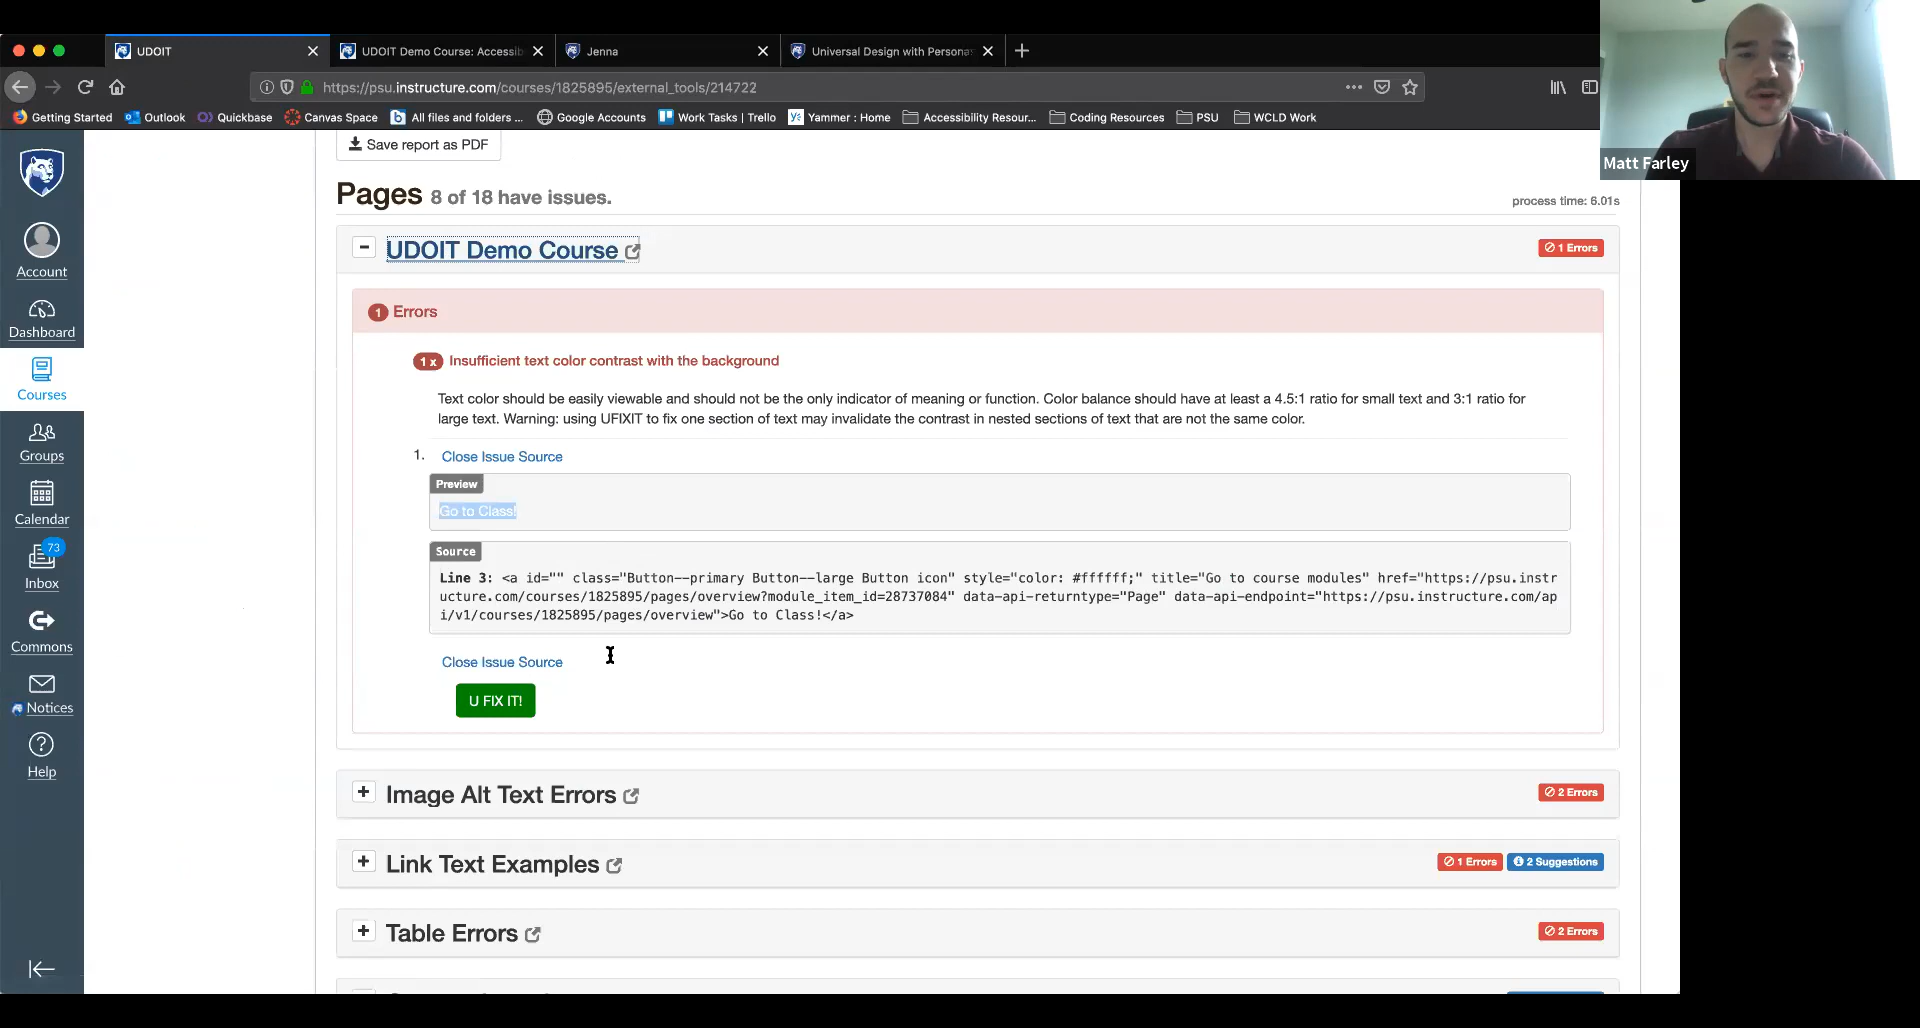 UDOIT
UDOIT Demo Course: Accessib
Jenna
Universal Design with Persona
https://psu.instructure.com/courses/1825895/external_tools/214722
Getting Started
Outlook
Quickbase
Canvas Space
All files and folders ...
Google Accounts
Work Tasks | Trello
Yammer : Home
Accessibility Resour...
Coding Resources
PSU
WCLD Work
Matt Farley
Account
Dashboard
Courses
Groups
Calendar
73
Inbox
Commons
Notices
Help
Save report as PDF
Pages 8 of 18 have issues.
process time: 6.01s
UDOIT Demo Course
1 Errors
1 Errors
1 x Insufficient text color contrast with the background
Text color should be easily viewable and should not be the only indicator of meaning or function. Color balance should have at least a 4.5:1 ratio for small text and 3:1 ratio for
large text. Warning: using UFIXIT to fix one section of text may invalidate the contrast in nested sections of text that are not the same color.
1. Close Issue Source
Preview
Go to Class!
Source
Line 3: <a id="" class="Button--primary Button--large Button icon" style="color: #ffffff;" title="Go to course modules" href="https://psu.instr
ucture.com/courses/1825895/pages/overview?module_item_id=28737084" data-api-returntype="Page" data-api-endpoint="https://psu.instructure.com/ap
i/v1/courses/1825895/pages/overview">Go to Class!</a>
Close Issue Source
U FIX IT!
Image Alt Text Errors
2 Errors
Link Text Examples
1 Errors
2 Suggestions
Table Errors
2 Errors